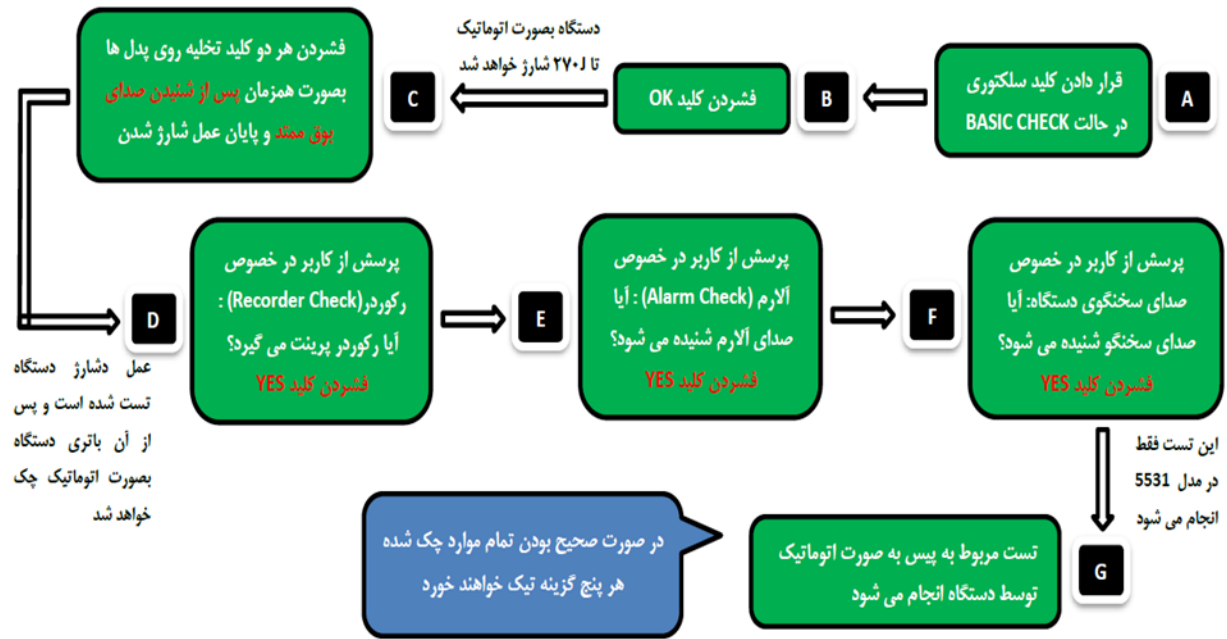 A
قرار دادن کلید سلکتوری
در حالت BASIC CHECK
B
فشردن کلید OK
دستگاه بصورت اتوماتیک
تا ۲۷۰J شارژ خواهد شد
C
فشردن هر دو کلید تخلیه روی پدل ها
بصورت همزمان پس از شنیدن صدای
بوق ممتد و پایان عمل شارژ شدن
عمل دشارژ دستگاه
تست شده است و پس
از آن باتری دستگاه
بصورت اتوماتیک چک
خواهد شد
D
پرسش از کاربر در خصوص
رکوردر(Recorder Check) :
آیا رکوردر پرینت می گیرد؟
فشردن کلید YES
E
پرسش از کاربر در خصوص
آلارم (Alarm Check) : آیا
صدای آلارم شنیده می شود؟
فشردن کلید YES
F
پرسش از کاربر در خصوص
صدای سخنگوی دستگاه: آیا
صدای سخنگو شنیده می شود؟
فشردن کلید YES
این تست فقط
در مدل 5531
انجام می شود
G
تست مربوط به پیس به صورت اتوماتیک
توسط دستگاه انجام می شود
در صورت صحیح بودن تمام موارد چک شده
هر پنج گزینه تیک خواهند خورد